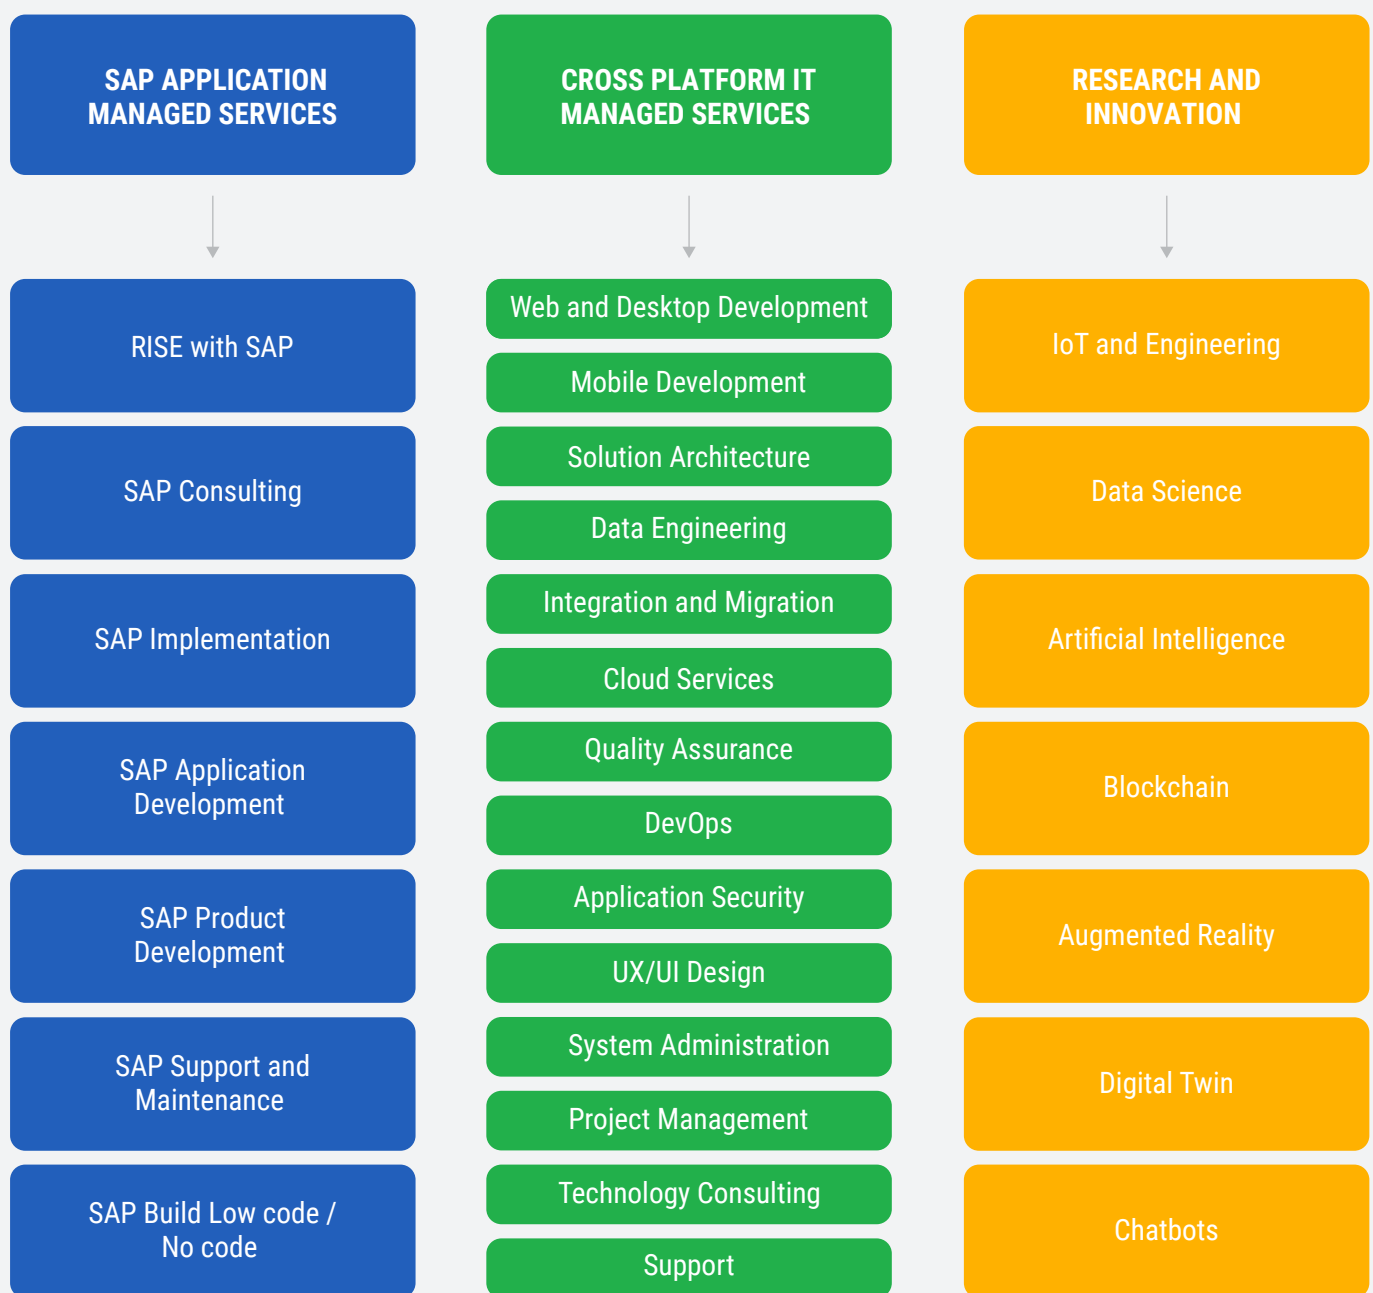 SAP APPLICATION
MANAGED SERVICES
RISE with SAP
SAP Consulting
SAP Implementation
SAP Application
Development
SAP Product
Development
SAP Support and
Maintenance
SAP Build Low code /
No code
CROSS PLATFORM IT
MANAGED SERVICES
Web and Desktop Development
Mobile Development
Solution Architecture
Data Engineering
Integration and Migration
Cloud Services
Quality Assurance
DevOps
Application Security
UX/UI Design
System Administration
Project Management
Technology Consulting
Support
RESEARCH AND
INNOVATION
IoT and Engineering
Data Science
Artificial Intelligence
Blockchain
Augmented Reality
Digital Twin
Chatbots